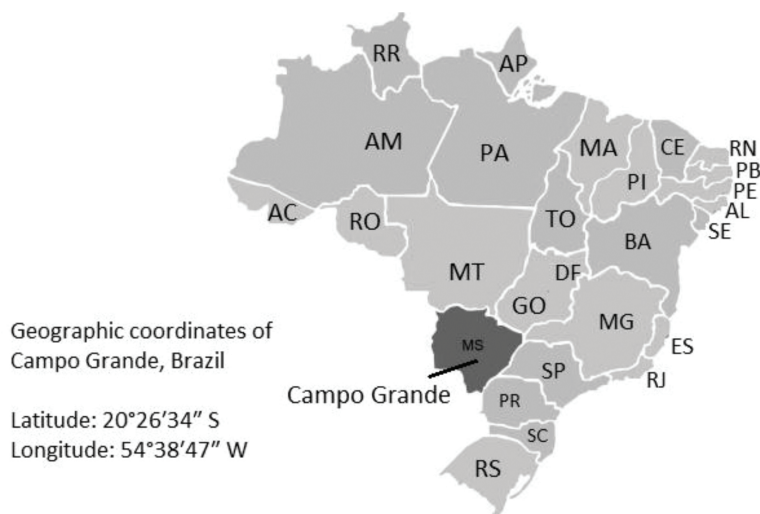 RR
AP
AM
PA
MA
CE
RN
PB
PI
PE
AL
AC
RO
TO
SE
BA
MT
DF
GO
MG
MS
ES
SP
RJ
Campo Grande
PR
SC
RS
Geographic coordinates of
Campo Grande, Brazil
Latitude: 20°26′34″ S
Longitude: 54°38′47″ W